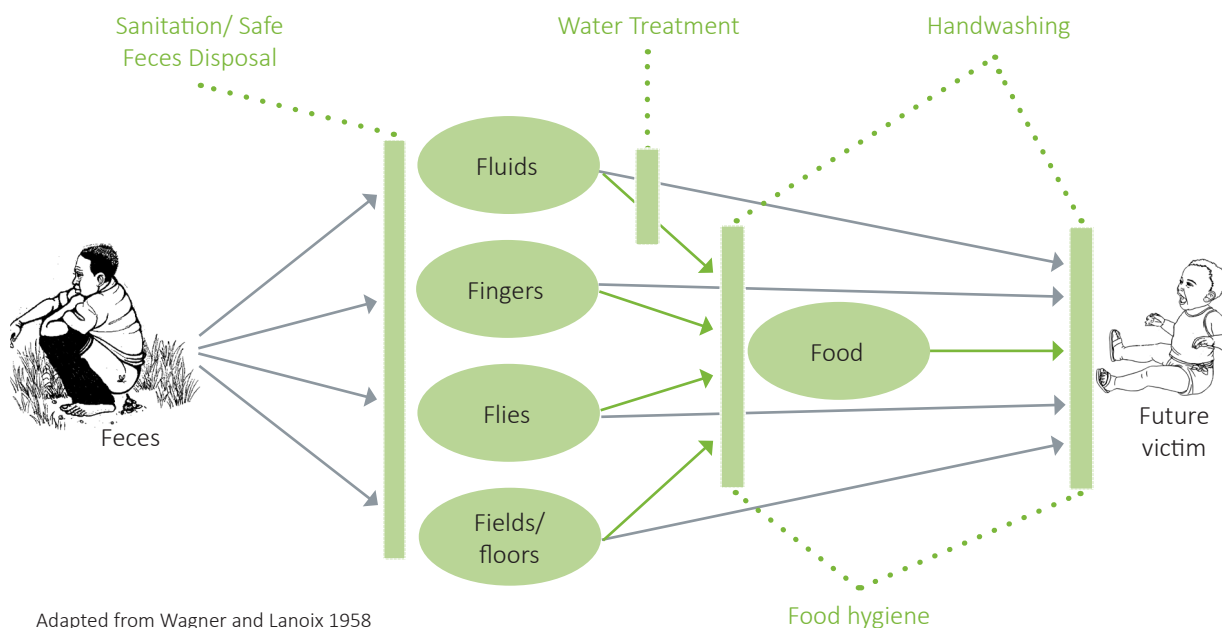 Sanitation/ Safe
Feces Disposal
Water Treatment
Handwashing
Fluids
Fingers
Food
Flies
Fields/
floors
Feces
Future
victim
Food hygiene
Adapted from Wagner and Lanoix 1958